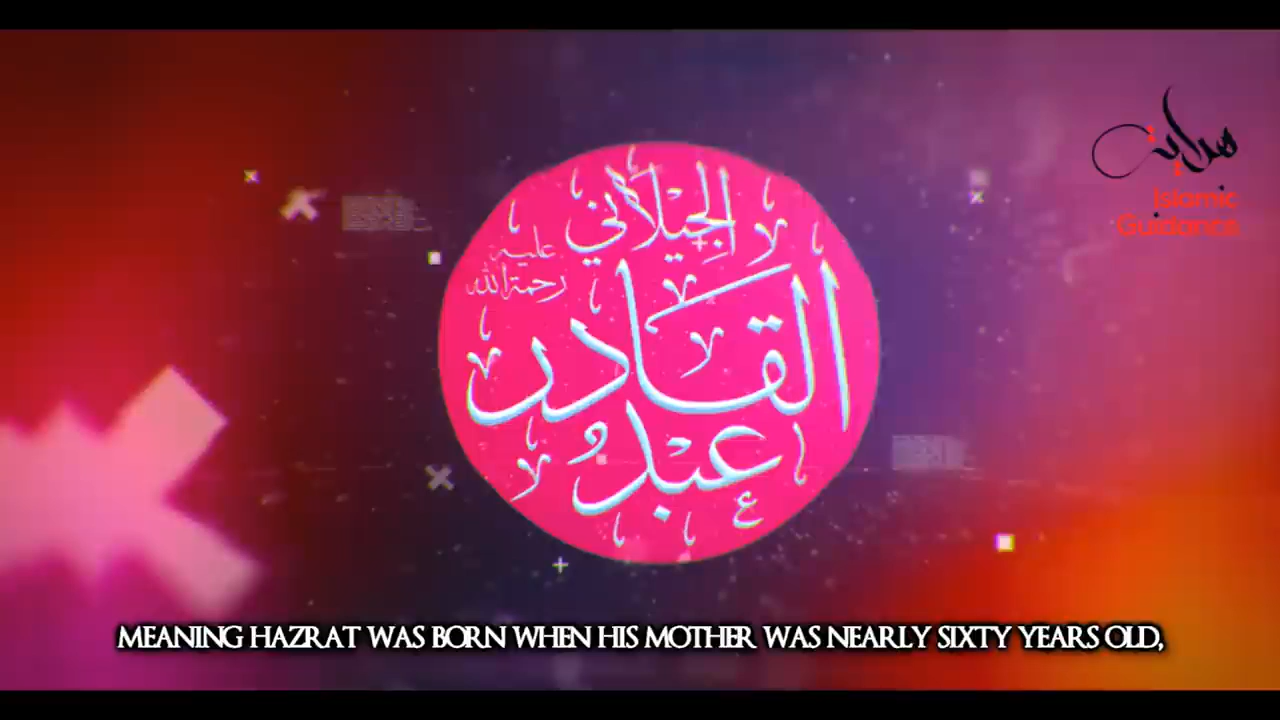 هداية
Islamic
Guidance
الجيلاني
عليه
رحمة الله
القادر
عبد
MEANING HAZRAT WAS BORN WHEN HIS MOTHER WAS NEARLY SIXTY YEARS OLD,